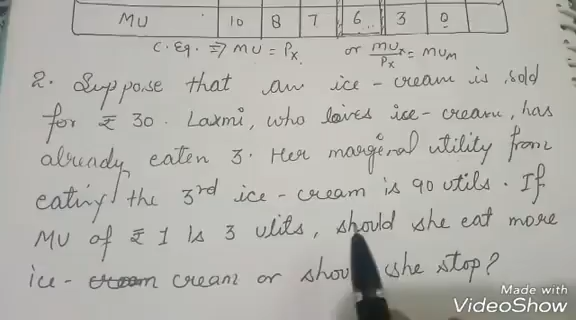 MU 10 8 7 6 3 0
C. Eq. ⇒ MU = Px or MUx/Px = MUM
2. Suppose that an ice-cream is sold
for ₹ 30. Laxmi, who loves ice-cream, has
already eaten 3. Her marginal utility from
eating the 3rd ice-cream is 90 utils. If
MU of ₹ 1 is 3 ulits, should she eat more
ice- cream or shou she stop?
Made with
VideoShow